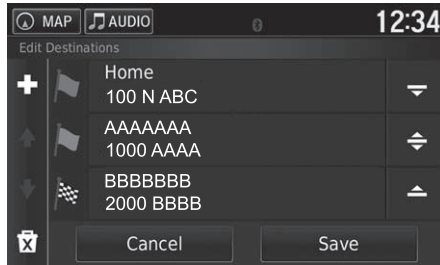 MAP AUDIO 12:34
Edit Destinations
Home
100 N ABC
AAAAAAA
1000 AAAA
BBBBBBB
2000 BBBB
Cancel Save